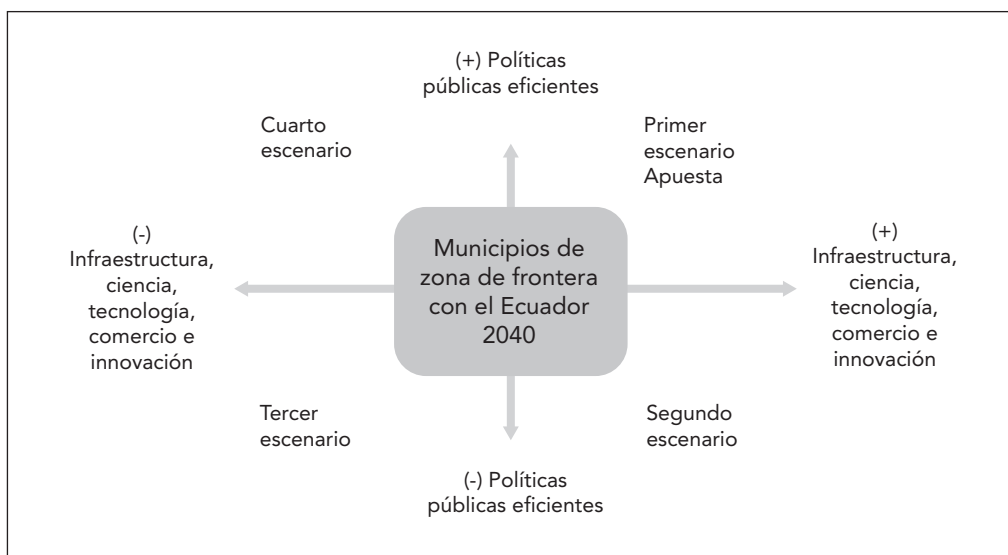 (+) Políticas
públicas eficientes
Cuarto
escenario
Primer
escenario
Apuesta
(-)
Infraestructura,
ciencia,
tecnología,
comercio e
innovación
Municipios de
zona de frontera
con el Ecuador
2040
(+)
Infraestructura,
ciencia,
tecnología,
comercio e
innovación
Tercer
escenario
Segundo
escenario
(-) Políticas
públicas eficientes